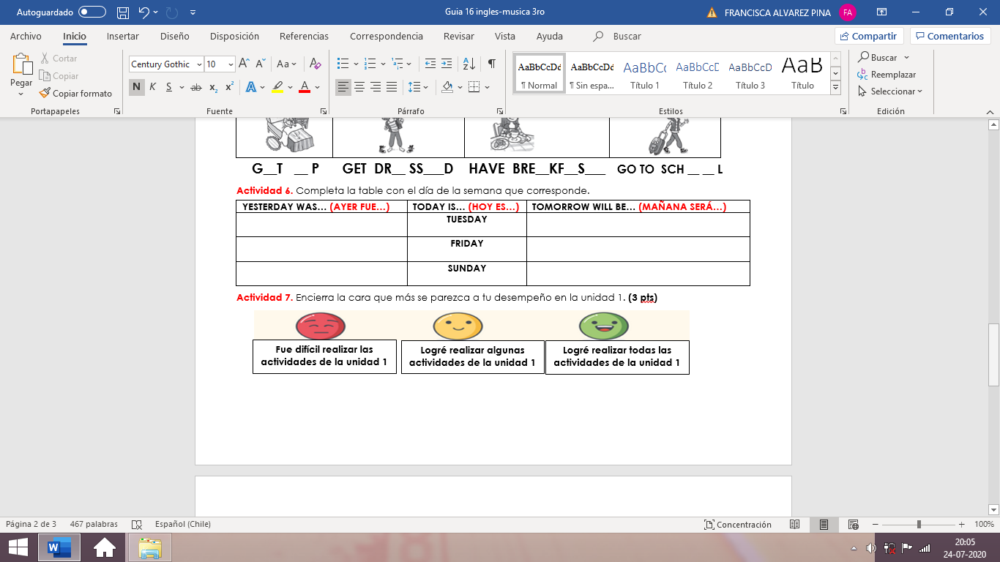 Autoguardado
Guia 16 ingles-musica 3ro
FRANCISCA ALVAREZ PINA FA
Archivo Inicio Insertar Diseño Disposición Referencias Correspondencia Revisar Vista Ayuda Buscar Compartir Comentarios
Pegar
Cortar
Copiar
Copiar formato
Portapapeles
Century Gothic 10
N K S ab x₂ x² A A
Aa
Fuente
Párrafo
AaBbCcDd AaBbCcDd AaBbCc AaBbCcD AaBbCcD AaB
¶ Normal ¶ Sin espa... Título 1 Título 2 Título 3 Título
Estilos
Buscar
Reemplazar
Seleccionar
Edición
G__T __ P GET DR__ SS___D HAVE BRE__KF__S___ GO TO SCH __ __ L
Actividad 6. Completa la table con el día de la semana que corresponde.
YESTERDAY WAS... (AYER FUE...) TODAY IS... (HOY ES...) TOMORROW WILL BE... (MAÑANA SERÁ...)
TUESDAY
FRIDAY
SUNDAY
Actividad 7. Encierra la cara que más se parezca a tu desempeño en la unidad 1. (3 pts)
Fue difícil realizar las
actividades de la unidad 1
Logré realizar algunas
actividades de la unidad 1
Logré realizar todas las
actividades de la unidad 1
Página 2 de 3 467 palabras Español (Chile) Concentración 100%
20:05
24-07-2020